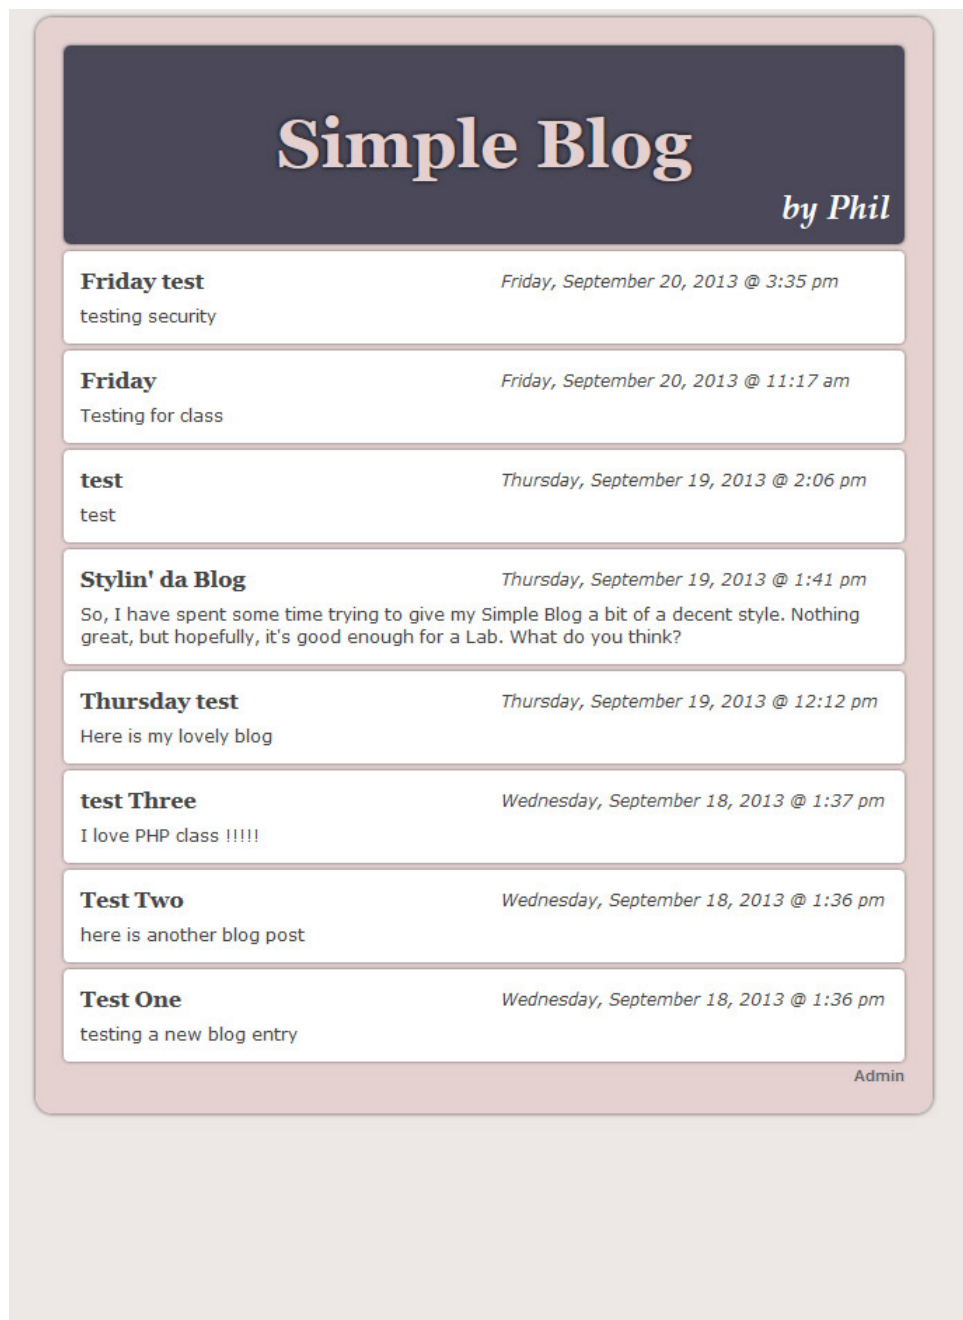 Simple Blog
by Phil
Friday test Friday, September 20, 2013 @ 3:35 pm
testing security
Friday Friday, September 20, 2013 @ 11:17 am
Testing for class
test Thursday, September 19, 2013 @ 2:06 pm
test
Stylin' da Blog Thursday, September 19, 2013 @ 1:41 pm
So, I have spent some time trying to give my Simple Blog a bit of a decent style. Nothing
great, but hopefully, it's good enough for a Lab. What do you think?
Thursday test Thursday, September 19, 2013 @ 12:12 pm
Here is my lovely blog
test Three Wednesday, September 18, 2013 @ 1:37 pm
I love PHP class !!!!!
Test Two Wednesday, September 18, 2013 @ 1:36 pm
here is another blog post
Test One Wednesday, September 18, 2013 @ 1:36 pm
testing a new blog entry
Admin